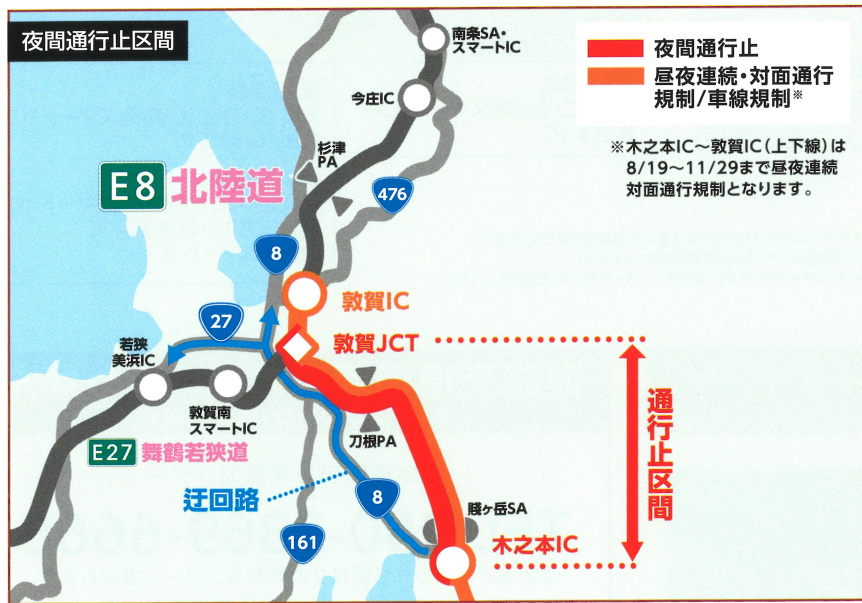 夜間通行止区間
南条SA・
スマートIC
今庄IC
杉津
PA
E8 北陸道
476
8
夜間通行止
昼夜連続・対面通行
規制/車線規制※
※木之本IC～敦賀IC(上下線)は
8/19～11/29まで昼夜連続
対面通行規制となります。
敦賀IC
27
敦賀JCT
若狭
美浜IC
敦賀南
スマートIC
刀根PA
E27 舞鶴若狭道
迂回路
8
161
賤ヶ岳SA
木之本IC
通行止区間